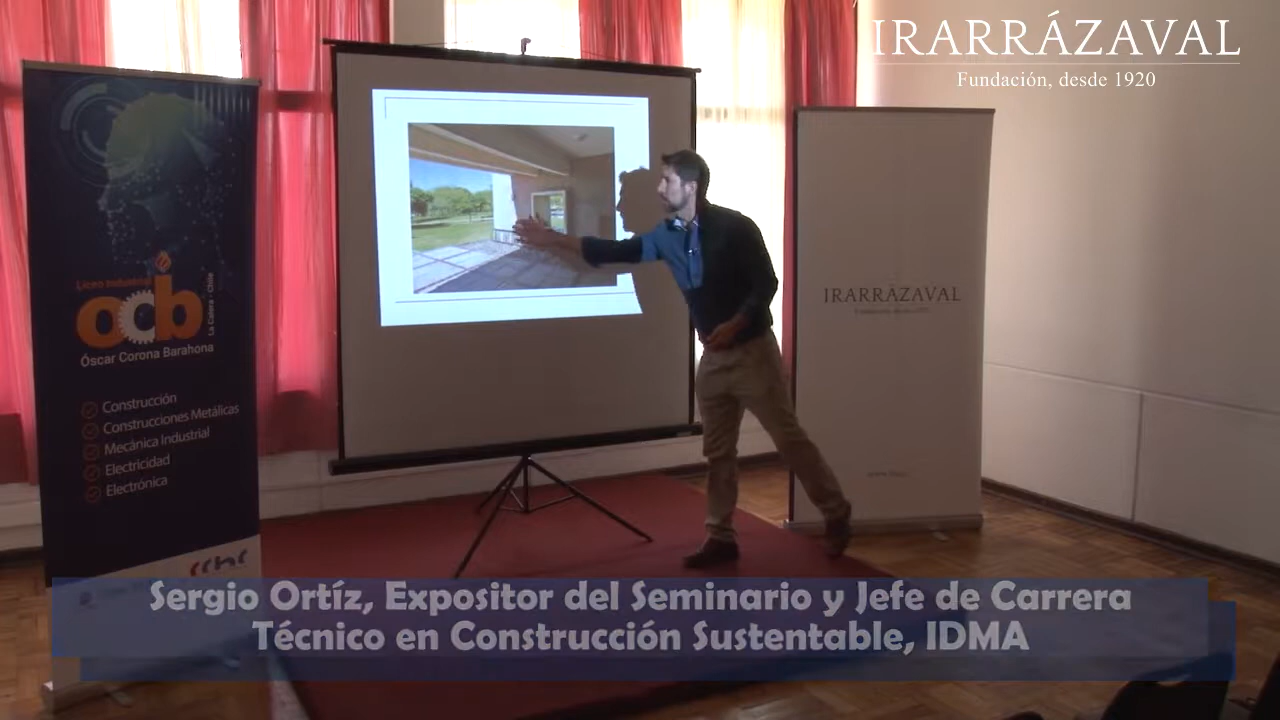 IRARRÁZAVAL
Fundación, desde 1920
Liceo Industrial
ocb
La Calera - Chile
Óscar Corona Barahona
Construcción
Construcciones Metálicas
Mecánica Industrial
Electricidad
Electrónica
cchc
IRARRÁZAVAL
Sergio Ortíz, Expositor del Seminario y Jefe de Carrera
Técnico en Construcción Sustentable, IDMA